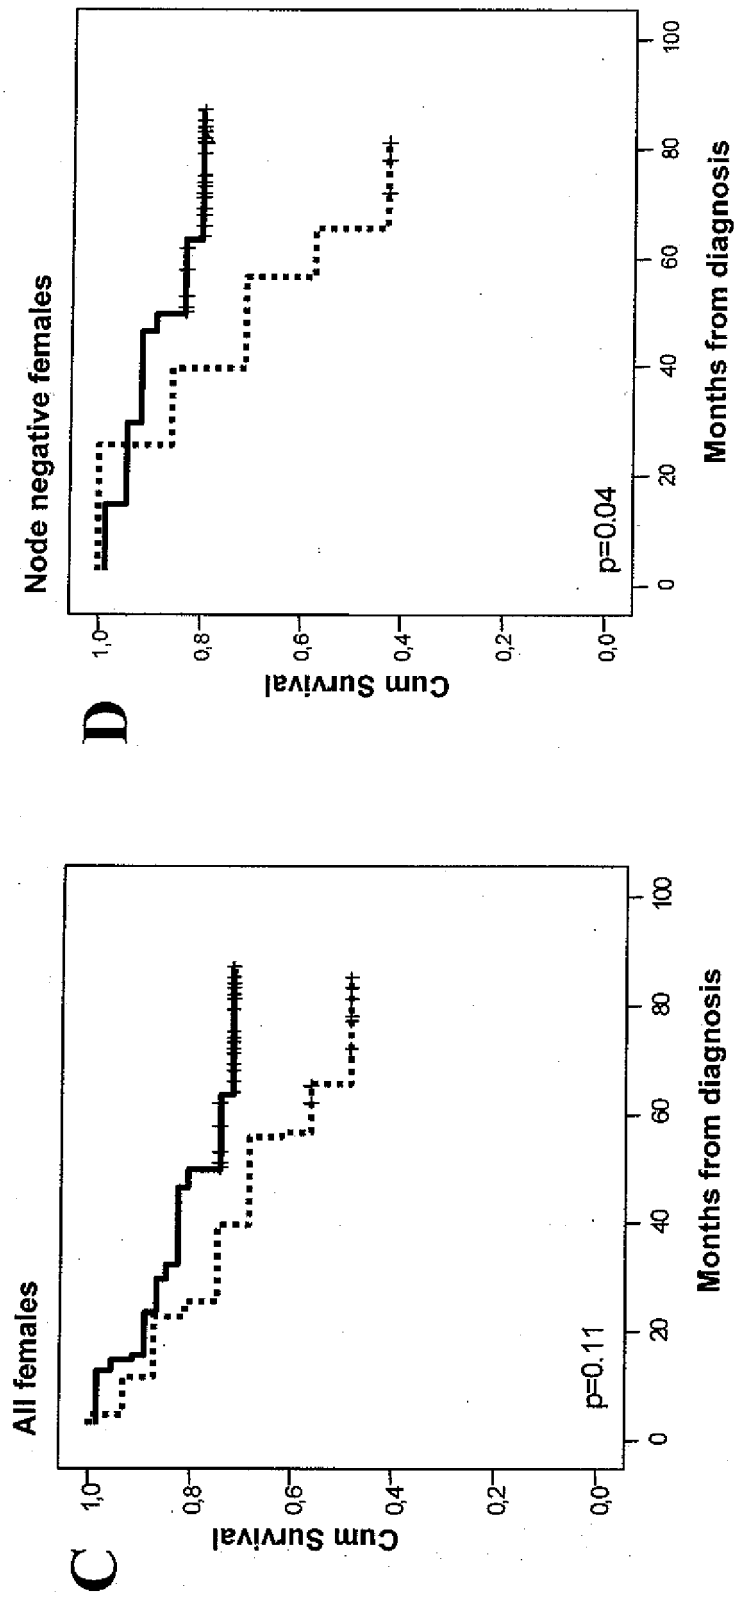 C
All females
Cum Survival
1,0
0,8
0,6
0,4
0,2
0,0
p=0.11
0 20 40 60 80 100
Months from diagnosis
D
Node negative females
Cum Survival
1,0
0,8
0,6
0,4
0,2
0,0
p=0.04
0 20 40 60 80 100
Months from diagnosis